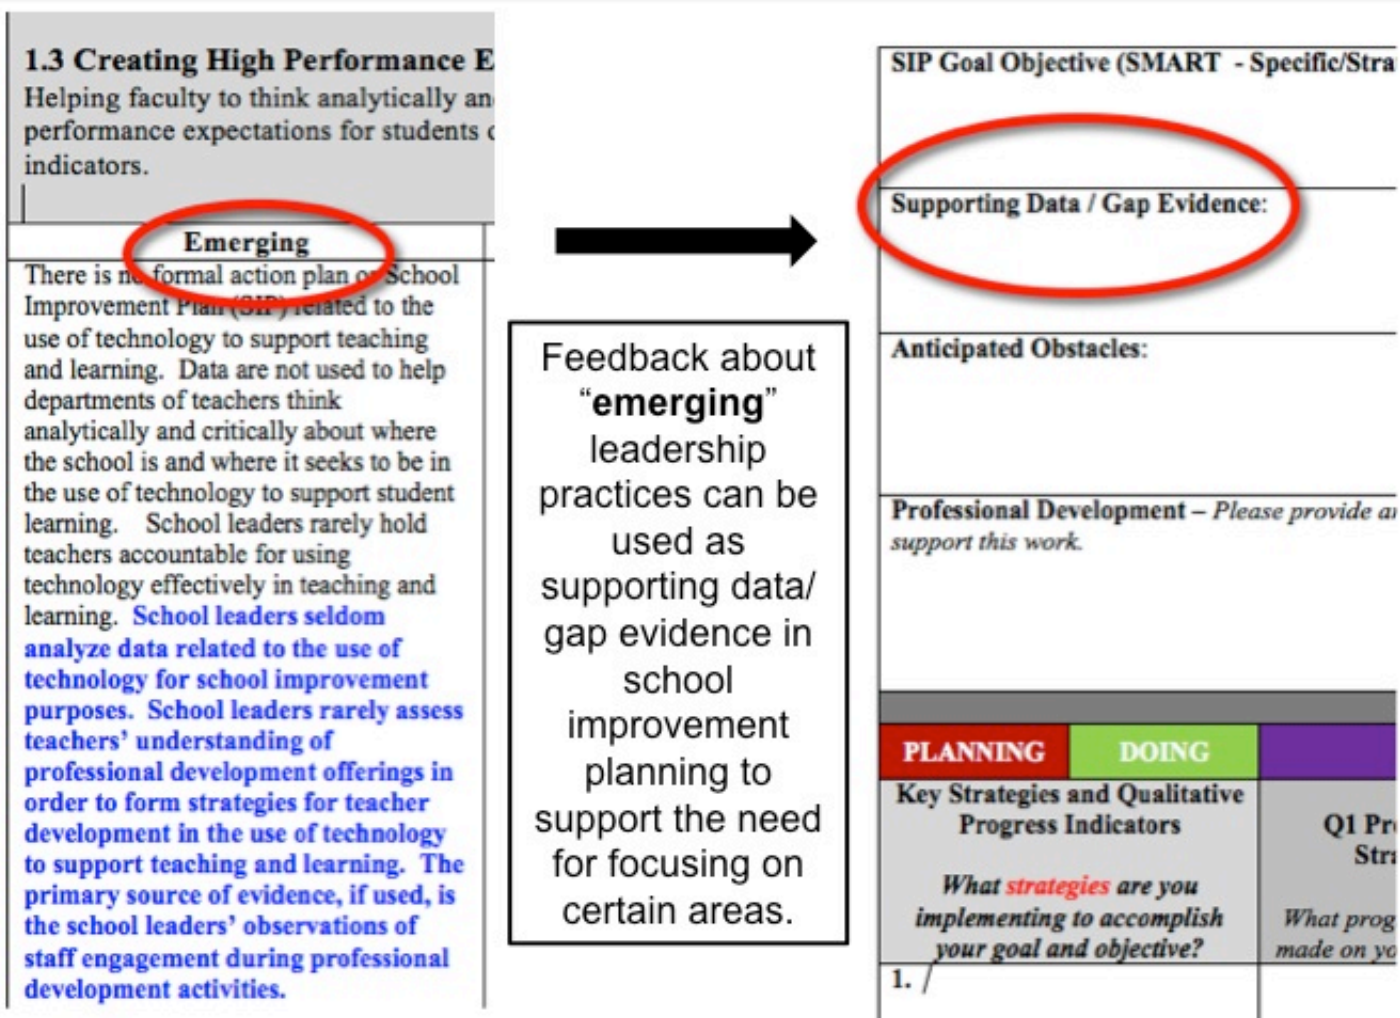 1.3 Creating High Performance E
Helping faculty to think analytically an
performance expectations for students
indicators.
Emerging
There is no formal action plan or School
Improvement Plan (SIP) related to the
use of technology to support teaching
and learning. Data are not used to help
departments of teachers think
analytically and critically about where
the school is and where it seeks to be in
the use of technology to support student
learning. School leaders rarely hold
teachers accountable for using
technology effectively in teaching and
learning. School leaders seldom
analyze data related to the use of
technology for school improvement
purposes. School leaders rarely assess
teachers’ understanding of
professional development offerings in
order to form strategies for teacher
development in the use of technology
to support teaching and learning. The
primary source of evidence, if used, is
the school leaders’ observations of
staff engagement during professional
development activities.
Feedback about
“emerging”
leadership
practices can be
used as
supporting data/
gap evidence in
school
improvement
planning to
support the need
for focusing on
certain areas.
SIP Goal Objective (SMART - Specific/Stra
Supporting Data / Gap Evidence:
Anticipated Obstacles:
Professional Development – Please provide a
support this work.
PLANNING
DOING
Key Strategies and Qualitative
Progress Indicators
What strategies are you
implementing to accomplish
your goal and objective?
Q1 Pr
Str
What prog
made on yo
1.